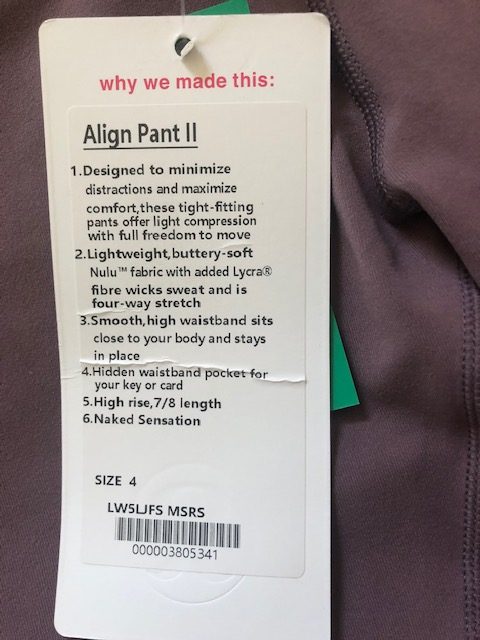 why we made this:
Align Pant II
1.Designed to minimize
distractions and maximize
comfort,these tight-fitting
pants offer light compression
with full freedom to move
2.Lightweight,buttery-soft
Nulu™ fabric with added Lycra®
fibre wicks sweat and is
four-way stretch
3.Smooth,high waistband sits
close to your body and stays
in place
4.Hidden waistband pocket for
your key or card
5.High rise,7/8 length
6.Naked Sensation
SIZE 4
LW5LJFS MSRS
000003805341